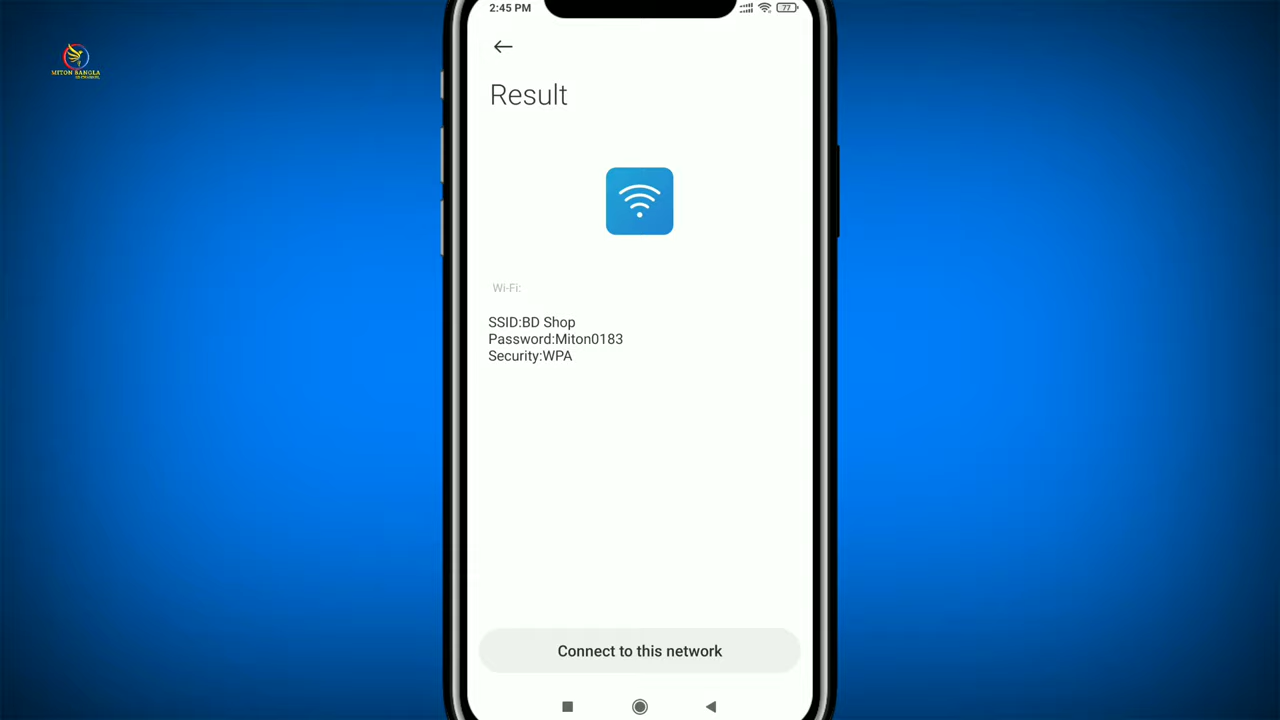 2:45 PM
77
MITON BANGLA
Result
Wi-Fi:
SSID:BD Shop
Password:Miton0183
Security:WPA
Connect to this network